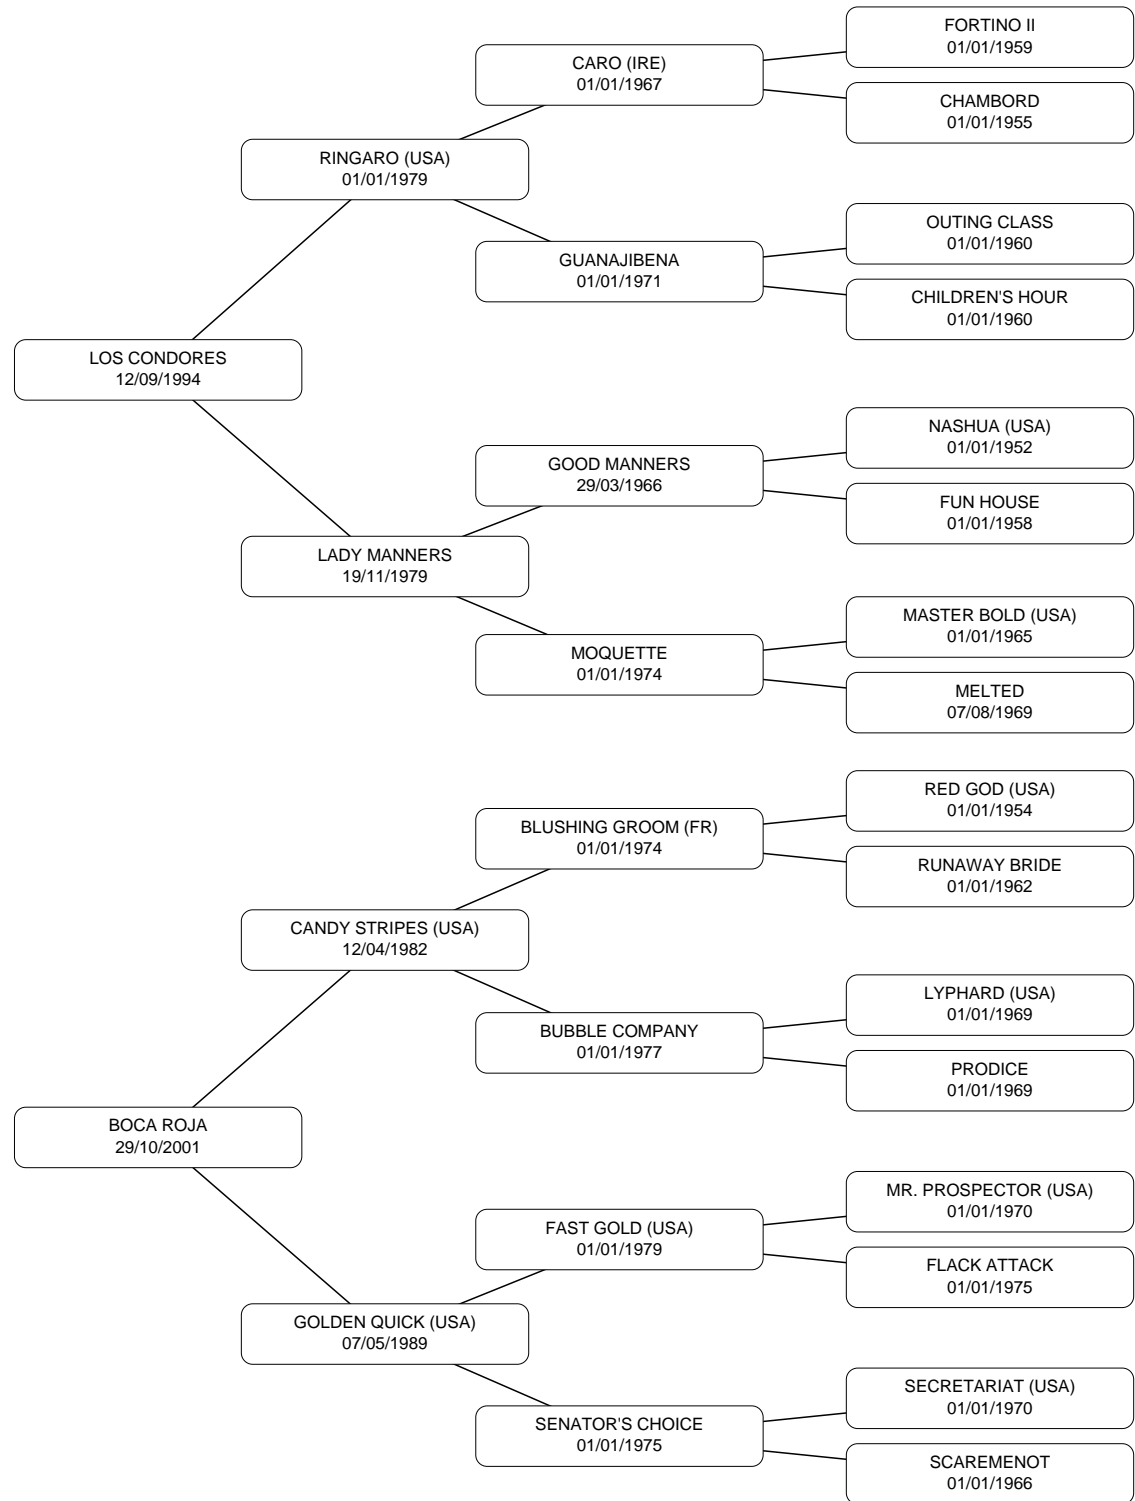 FORTINO II
01/01/1959
CARO (IRE)
01/01/1967
CHAMBORD
01/01/1955
RINGARO (USA)
01/01/1979
OUTING CLASS
01/01/1960
GUANAJIBENA
01/01/1971
CHILDREN'S HOUR
01/01/1960
LOS CONDORES
12/09/1994
NASHUA (USA)
01/01/1952
GOOD MANNERS
29/03/1966
FUN HOUSE
01/01/1958
LADY MANNERS
19/11/1979
MASTER BOLD (USA)
01/01/1965
MOQUETTE
01/01/1974
MELTED
07/08/1969
RED GOD (USA)
01/01/1954
BLUSHING GROOM (FR)
01/01/1974
RUNAWAY BRIDE
01/01/1962
CANDY STRIPES (USA)
12/04/1982
LYPHARD (USA)
01/01/1969
BUBBLE COMPANY
01/01/1977
PRODICE
01/01/1969
BOCA ROJA
29/10/2001
MR. PROSPECTOR (USA)
01/01/1970
FAST GOLD (USA)
01/01/1979
FLACK ATTACK
01/01/1975
GOLDEN QUICK (USA)
07/05/1989
SECRETARIAT (USA)
01/01/1970
SENATOR'S CHOICE
01/01/1975
SCAREMENOT
01/01/1966